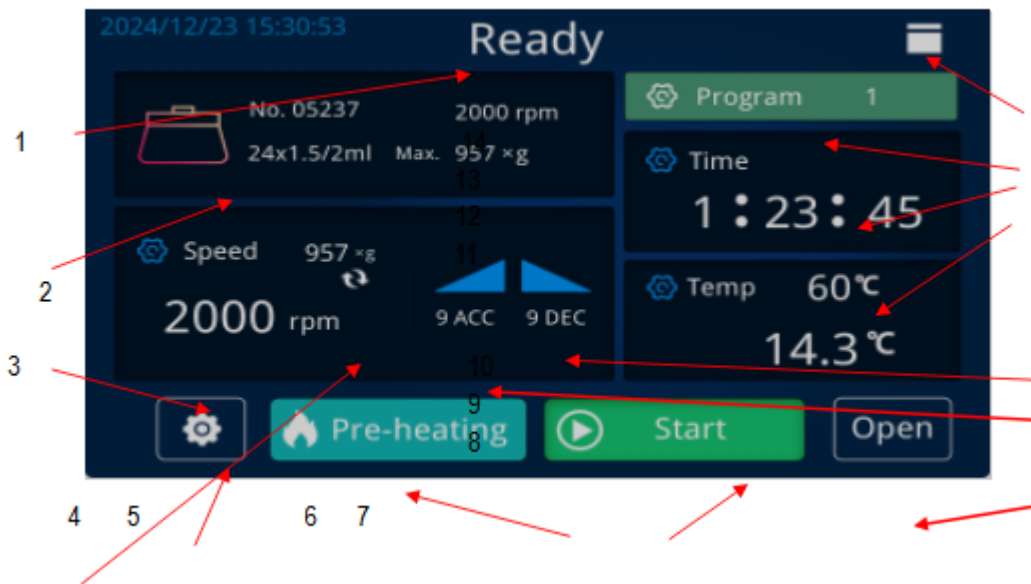 2024/12/23 15:30:53
Ready
No. 05237
2000 rpm
24x1.5/2ml Max. 957 ×g
Program 1
Time
1:23:45
Speed 957 ×g
2000 rpm
9 ACC 9 DEC
Temp 60℃
14.3℃
Pre-heating
Start
Open
1
14
13
12
11
2
3
10
9
8
4 5 6 7